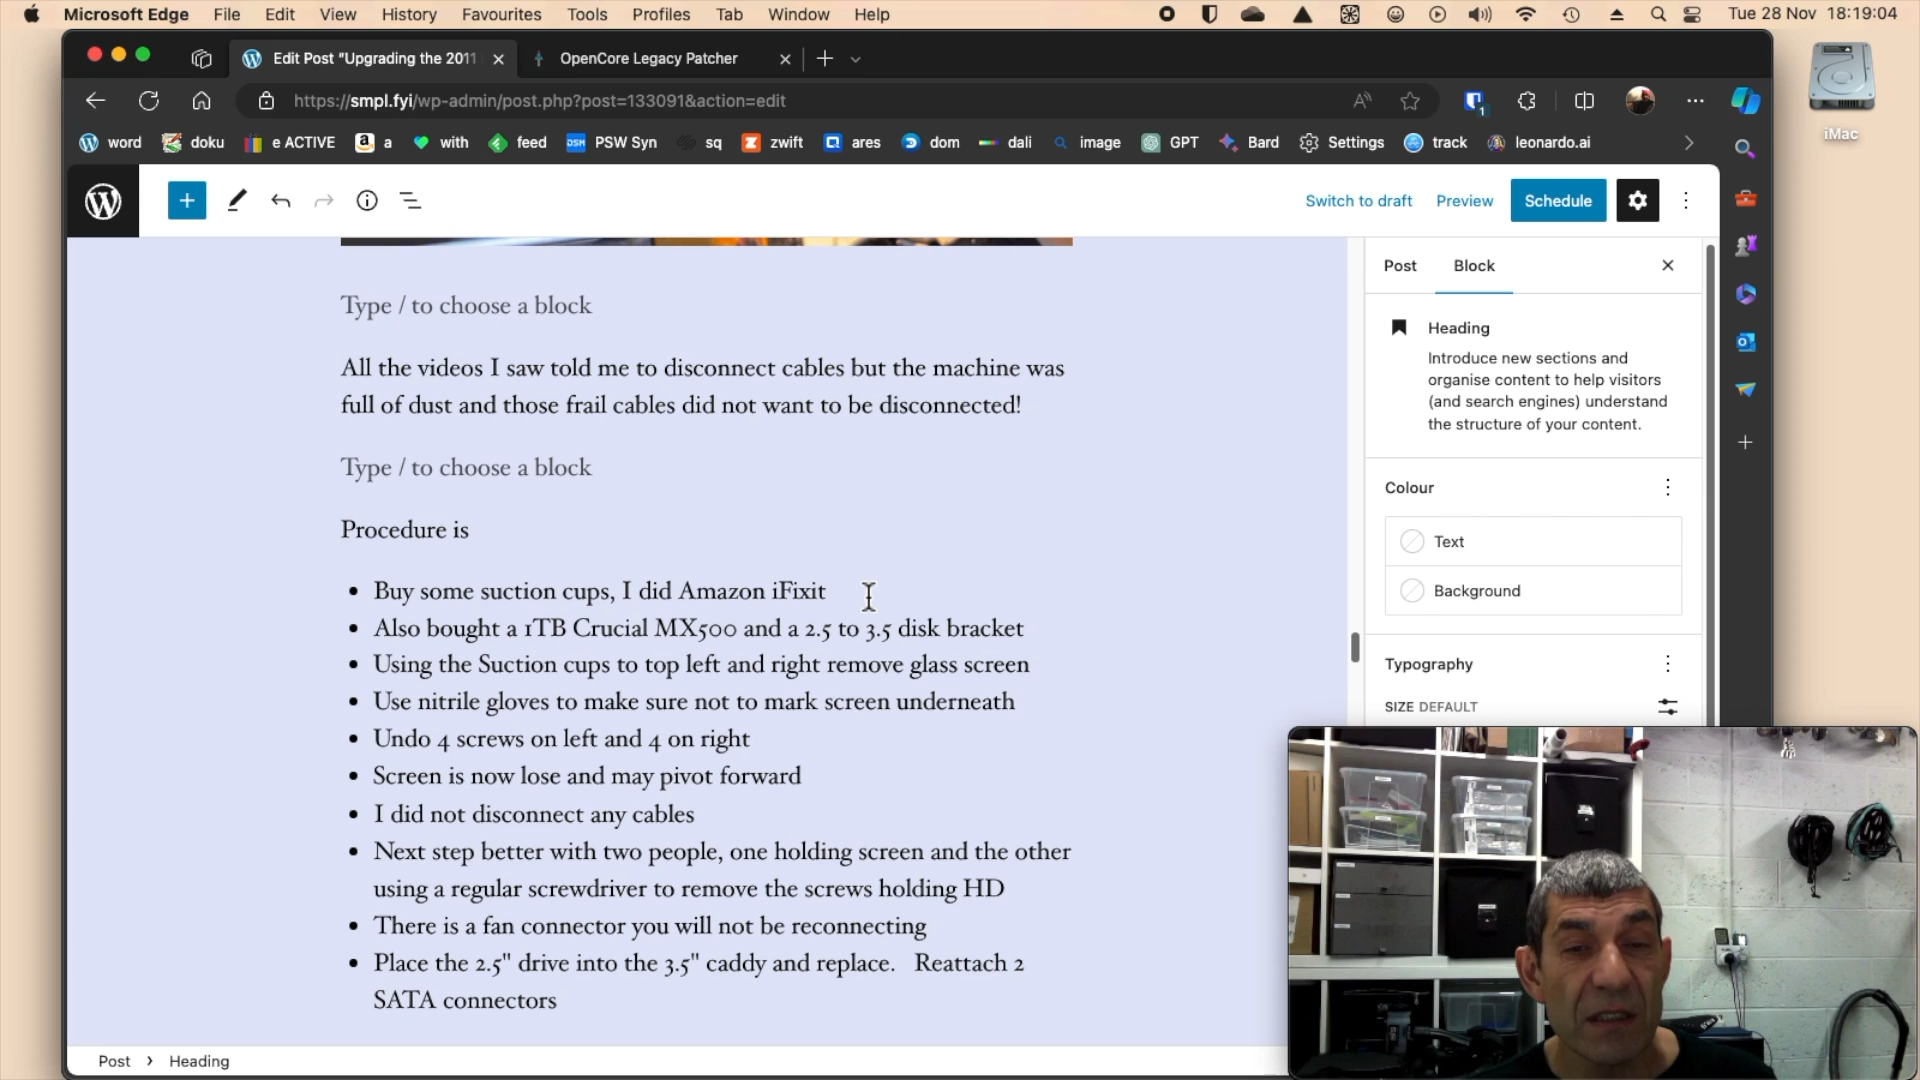 Microsoft Edge File Edit View History Favourites Tools Profiles Tab Window Help Tue 28 Nov 18:19:04
Edit Post "Upgrading the 2011 OpenCore Legacy Patcher
https://smpl.fyi/wp-admin/post.php?post=133091&action=edit
word doku e ACTIVE a with feed PSW Syn sq zwift ares dom dali image GPT Bard Settings track leonardo.ai
iMac
Switch to draft Preview Schedule
Type / to choose a block
All the videos I saw told me to disconnect cables but the machine was
full of dust and those frail cables did not want to be disconnected!
Type / to choose a block
Procedure is
• Buy some suction cups, I did Amazon iFixit
• Also bought a 1TB Crucial MX500 and a 2.5 to 3.5 disk bracket
• Using the Suction cups to top left and right remove glass screen
• Use nitrile gloves to make sure not to mark screen underneath
• Undo 4 screws on left and 4 on right
• Screen is now lose and may pivot forward
• I did not disconnect any cables
• Next step better with two people, one holding screen and the other
using a regular screwdriver to remove the screws holding HD
• There is a fan connector you will not be reconnecting
• Place the 2.5" drive into the 3.5" caddy and replace. Reattach 2
SATA connectors
Post Block
Heading
Introduce new sections and
organise content to help visitors
(and search engines) understand
the structure of your content.
Colour
Text
Background
Typography
SIZE DEFAULT
Post › Heading